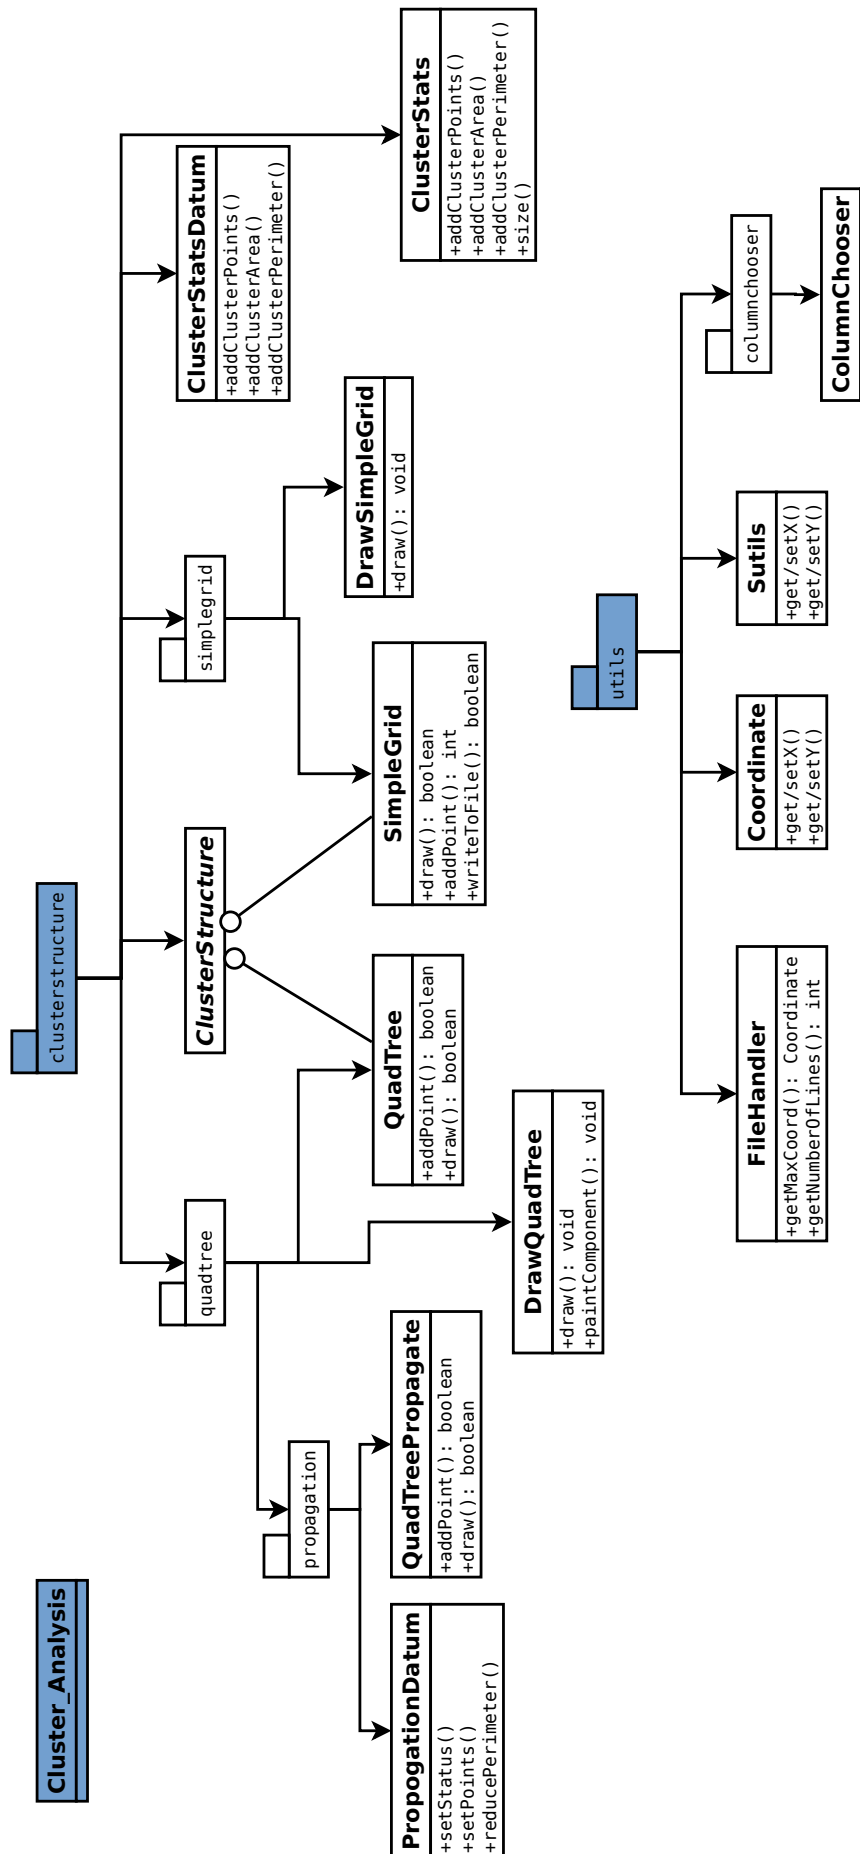 Cluster_Analysis
clusterstructure
quadtree
ClusterStructure
simplegrid
ClusterStatsDatum
+addClusterPoints()
+addClusterArea()
+addClusterPerimeter()
propagation
PropogationDatum
+setStatus()
+setPoints()
+reducePerimeter()
QuadTreePropagate
+addPoint(): boolean
+draw(): boolean
DrawQuadTree
+draw(): void
+paintComponent(): void
QuadTree
+addPoint(): boolean
+draw(): boolean
SimpleGrid
+draw(): boolean
+addPoint(): int
+writeToFile(): boolean
DrawSimpleGrid
+draw(): void
ClusterStats
+addClusterPoints()
+addClusterArea()
+addClusterPerimeter()
+size()
utils
FileHandler
+getMaxCoord(): Coordinate
+getNumberOfLines(): int
Coordinate
+get/setX()
+get/setY()
Sutils
+get/setX()
+get/setY()
columnchooser
ColumnChooser